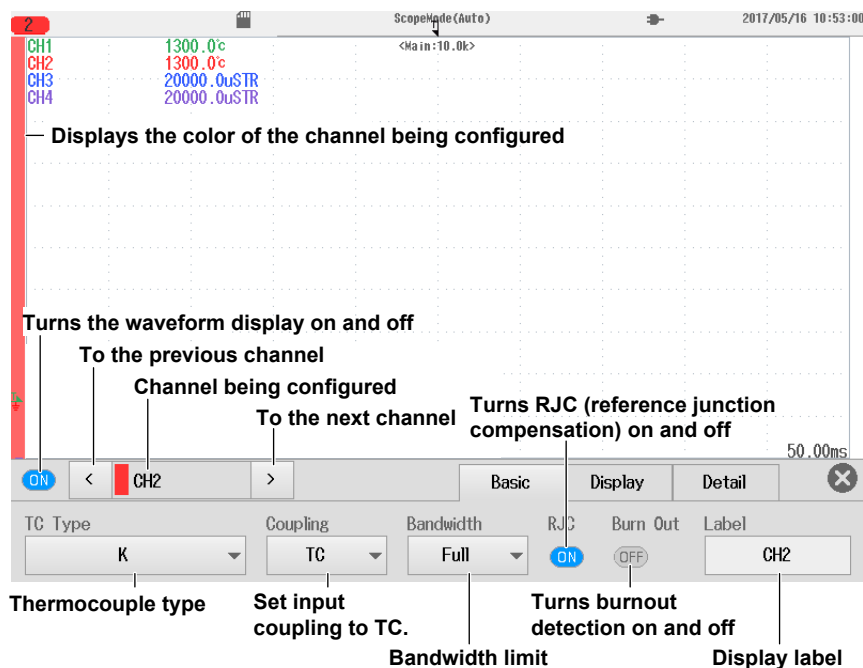 2 ScopeMode(Auto) 2017/05/16 10:53:00
CH1 1300.0℃ <Main:10.0k>
CH2 1300.0℃
CH3 20000.0uSTR
CH4 20000.0uSTR
Displays the color of the channel being configured
Turns the waveform display on and off
To the previous channel
Channel being configured
To the next channel
Turns RJC (reference junction
compensation) on and off
50.00ms
ON < CH2 > Basic Display Detail
TC Type Coupling Bandwidth RJC Burn Out Label
K TC Full ON OFF CH2
Thermocouple type
Set input
coupling to TC.
Bandwidth limit
Turns burnout
detection on and off
Display label